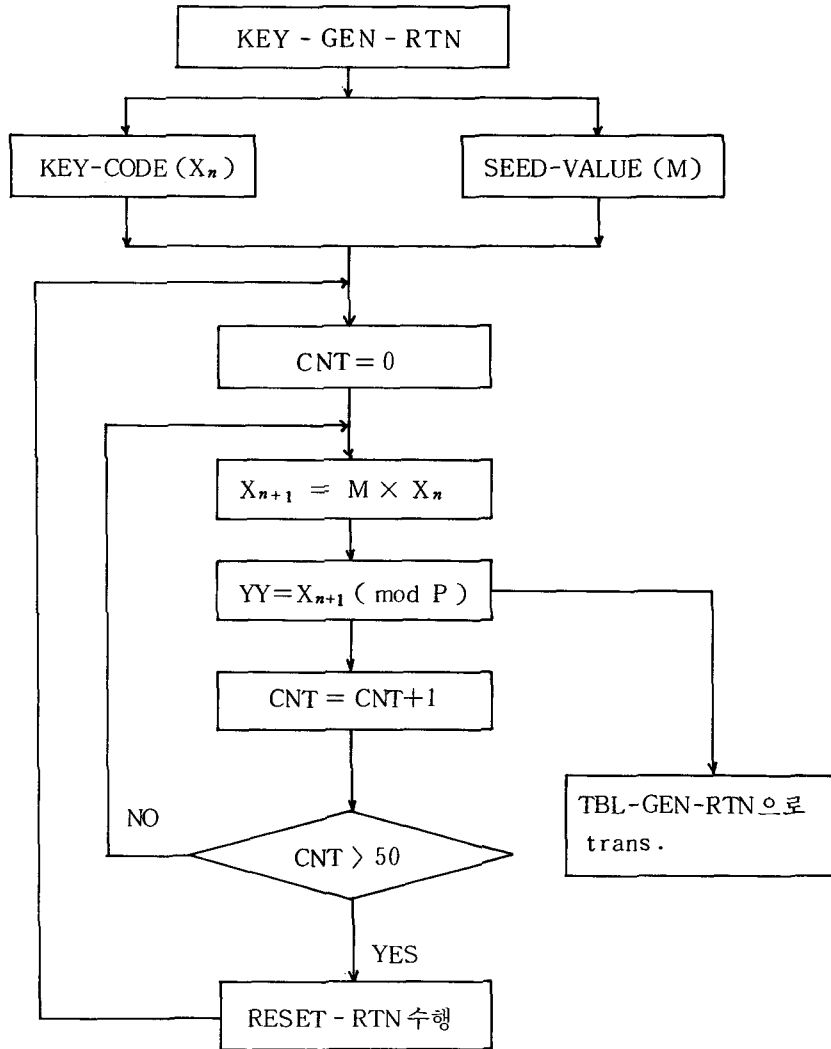 KEY - GEN - RTN
KEY-CODE (Xₙ)
SEED-VALUE (M)
CNT = 0
Xₙ₊₁ = M × Xₙ
YY=Xₙ₊₁ ( mod P )
CNT = CNT+1
TBL-GEN-RTN으로
trans.
NO
CNT > 50
YES
RESET - RTN 수행